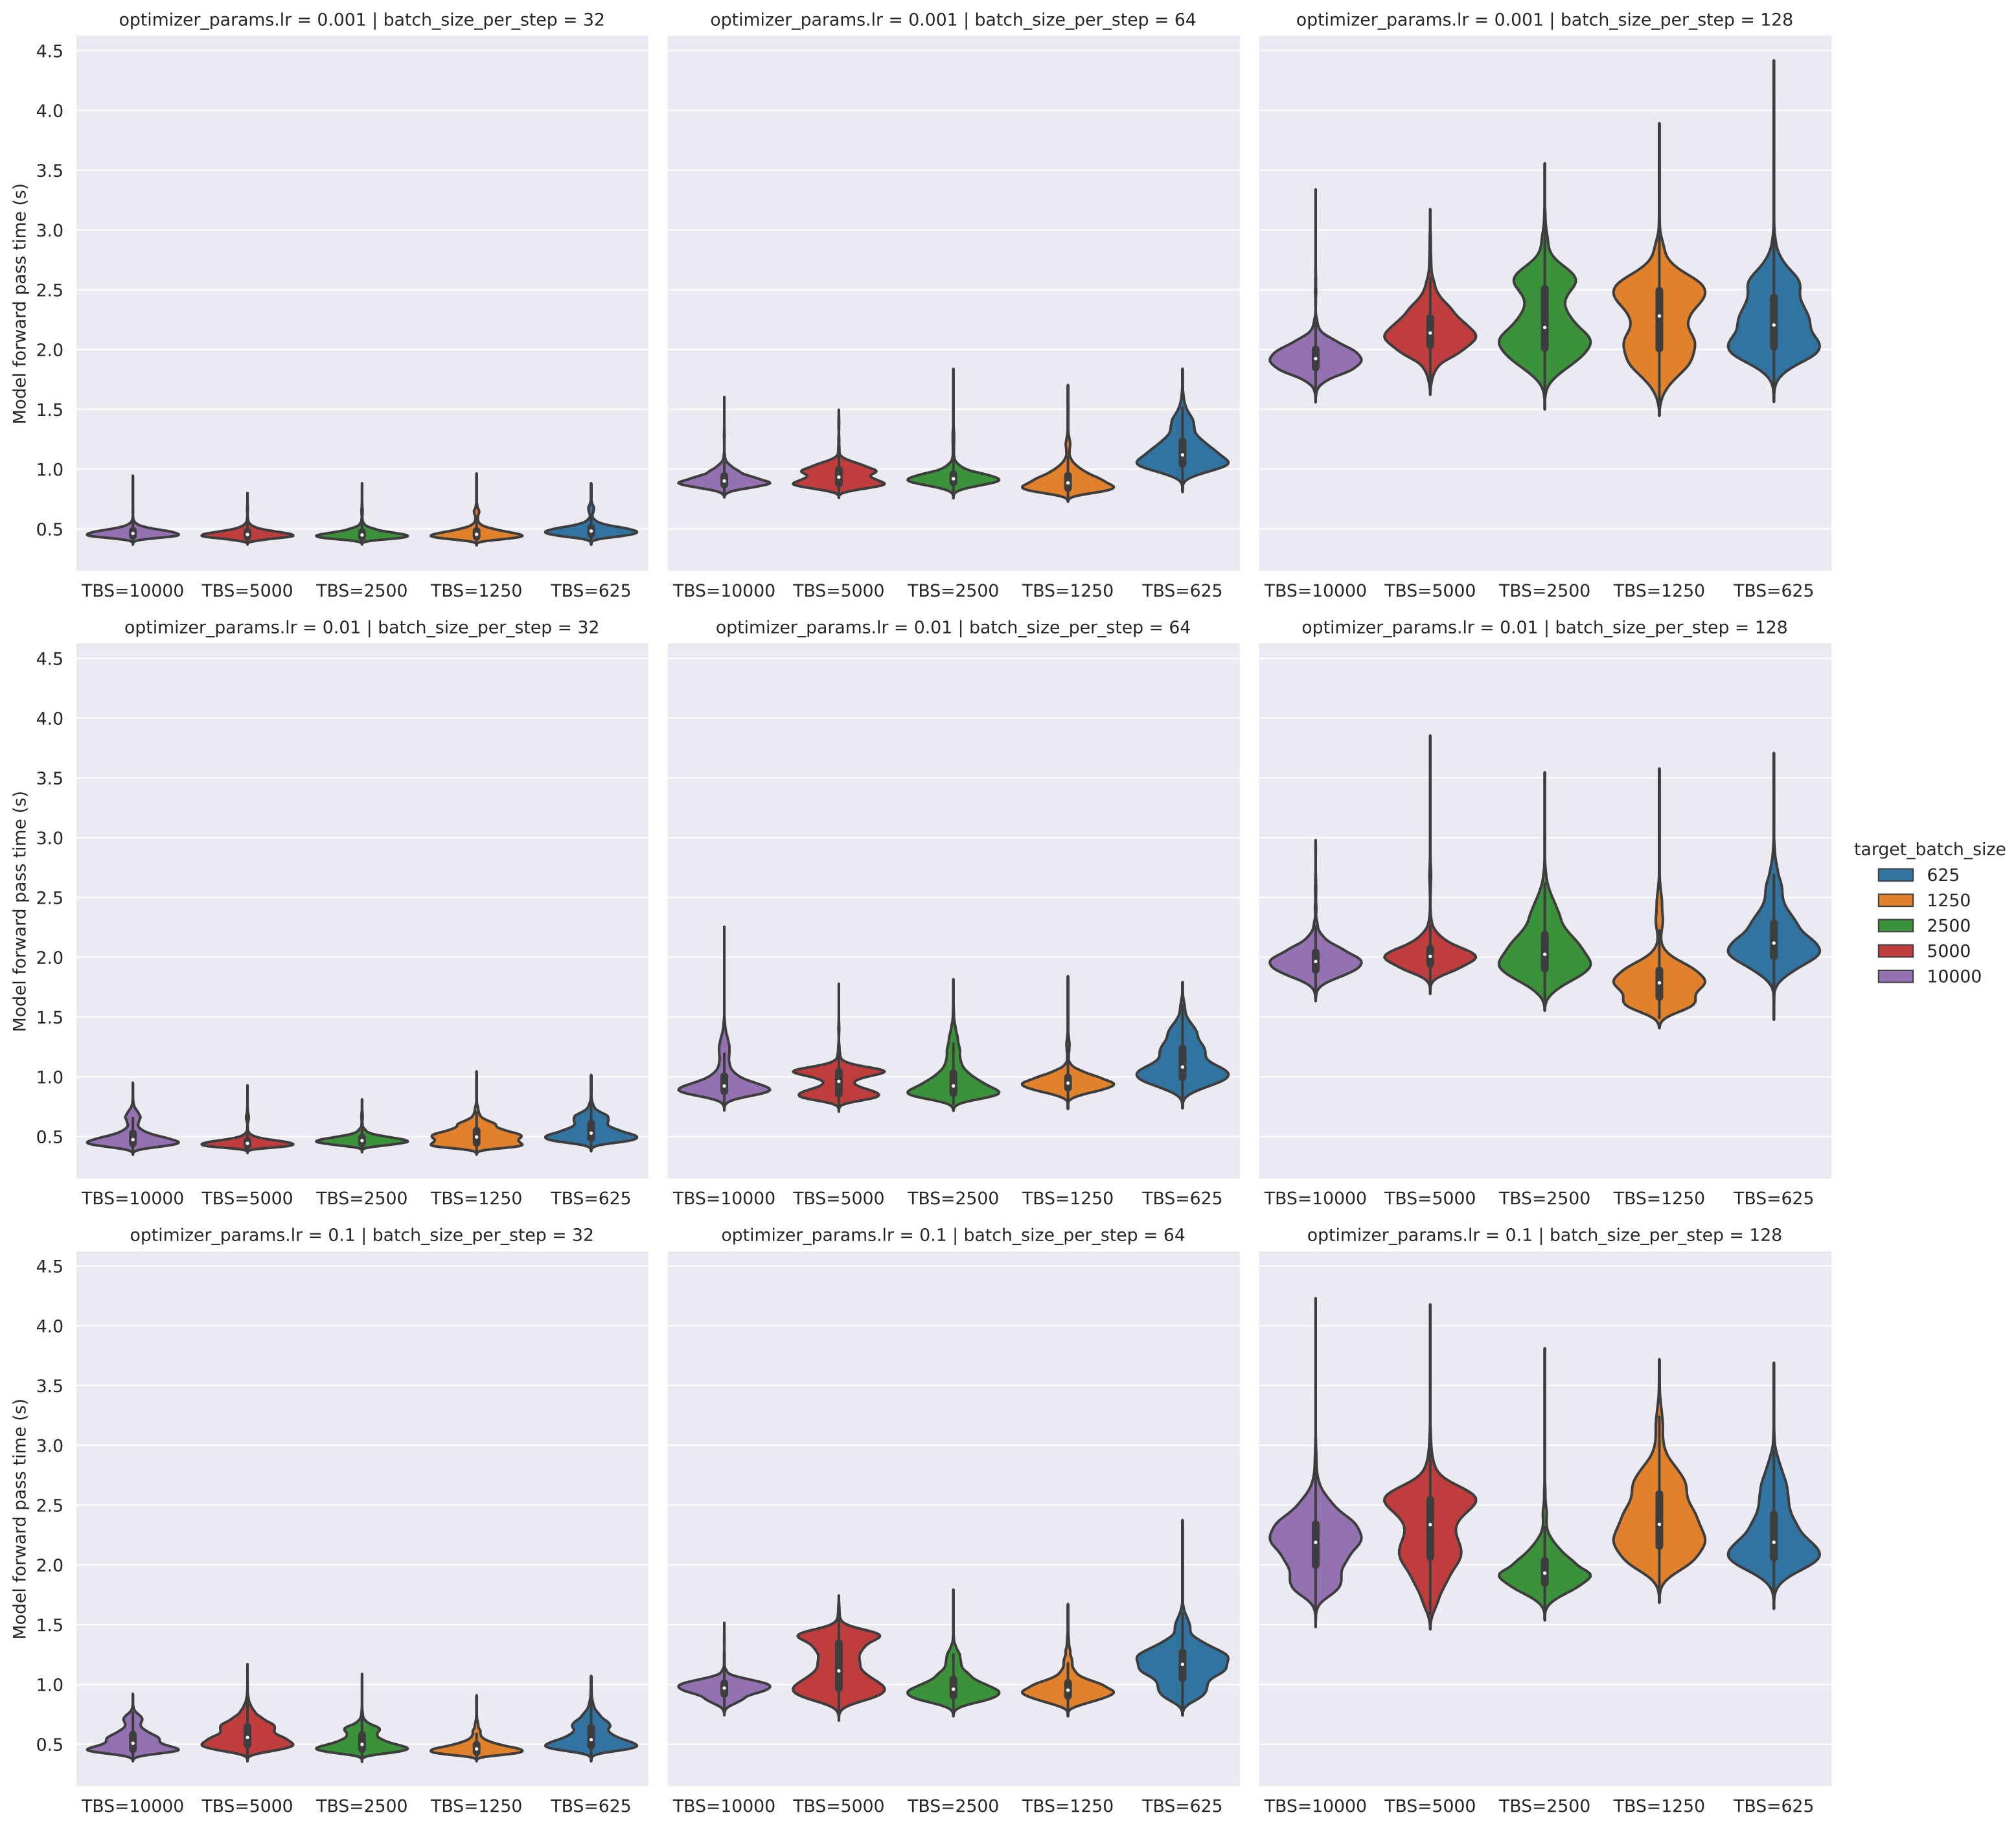 optimizer_params.lr = 0.001 | batch_size_per_step = 32
optimizer_params.lr = 0.001 | batch_size_per_step = 64
optimizer_params.lr = 0.001 | batch_size_per_step = 128
Model forward pass time (s)
4.5
4.0
3.5
3.0
2.5
2.0
1.5
1.0
0.5
TBS=10000 TBS=5000 TBS=2500 TBS=1250 TBS=625
TBS=10000 TBS=5000 TBS=2500 TBS=1250 TBS=625
TBS=10000 TBS=5000 TBS=2500 TBS=1250 TBS=625
optimizer_params.lr = 0.01 | batch_size_per_step = 32
optimizer_params.lr = 0.01 | batch_size_per_step = 64
optimizer_params.lr = 0.01 | batch_size_per_step = 128
Model forward pass time (s)
4.5
4.0
3.5
3.0
2.5
2.0
1.5
1.0
0.5
TBS=10000 TBS=5000 TBS=2500 TBS=1250 TBS=625
TBS=10000 TBS=5000 TBS=2500 TBS=1250 TBS=625
TBS=10000 TBS=5000 TBS=2500 TBS=1250 TBS=625
target_batch_size
625
1250
2500
5000
10000
optimizer_params.lr = 0.1 | batch_size_per_step = 32
optimizer_params.lr = 0.1 | batch_size_per_step = 64
optimizer_params.lr = 0.1 | batch_size_per_step = 128
Model forward pass time (s)
4.5
4.0
3.5
3.0
2.5
2.0
1.5
1.0
0.5
TBS=10000 TBS=5000 TBS=2500 TBS=1250 TBS=625
TBS=10000 TBS=5000 TBS=2500 TBS=1250 TBS=625
TBS=10000 TBS=5000 TBS=2500 TBS=1250 TBS=625